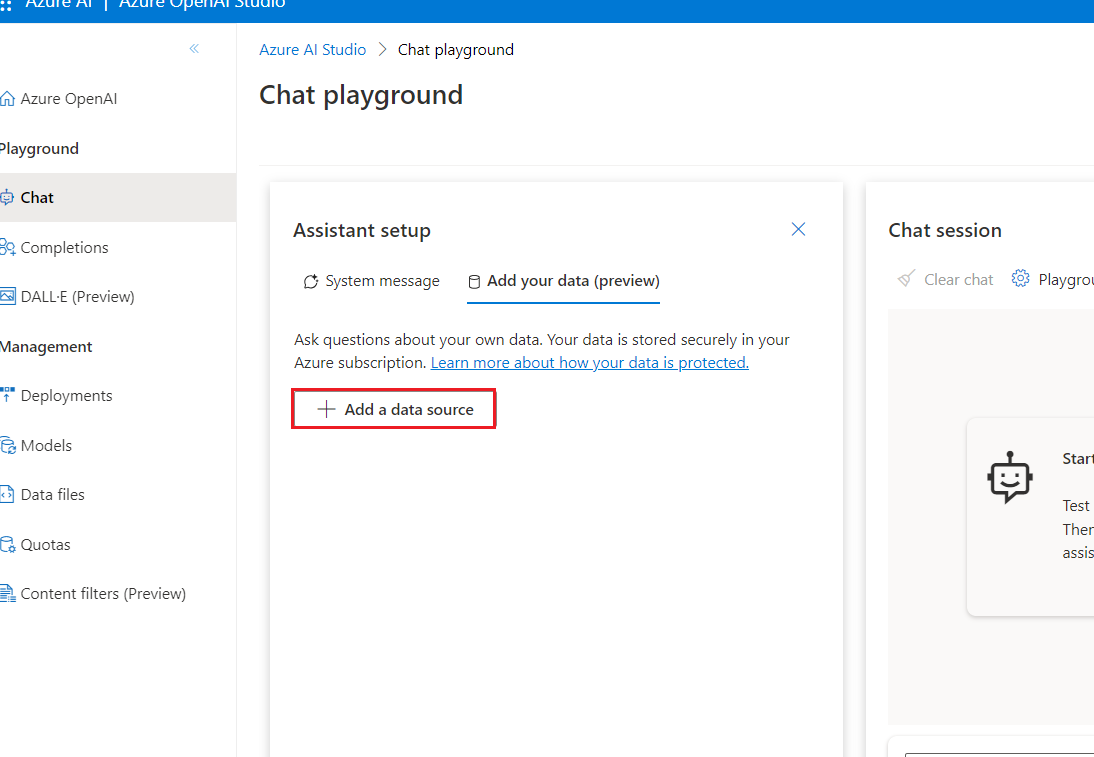 Azure AI | Azure OpenAI Studio
Azure AI Studio > Chat playground
Chat playground
Azure OpenAI
Playground
Chat
Completions
DALL·E (Preview)
Management
Deployments
Models
Data files
Quotas
Content filters (Preview)
Assistant setup
System message
Add your data (preview)
Ask questions about your own data. Your data is stored securely in your
Azure subscription. Learn more about how your data is protected.
+ Add a data source
Chat session
Clear chat
Playgrou
Start
Test
Then
assis